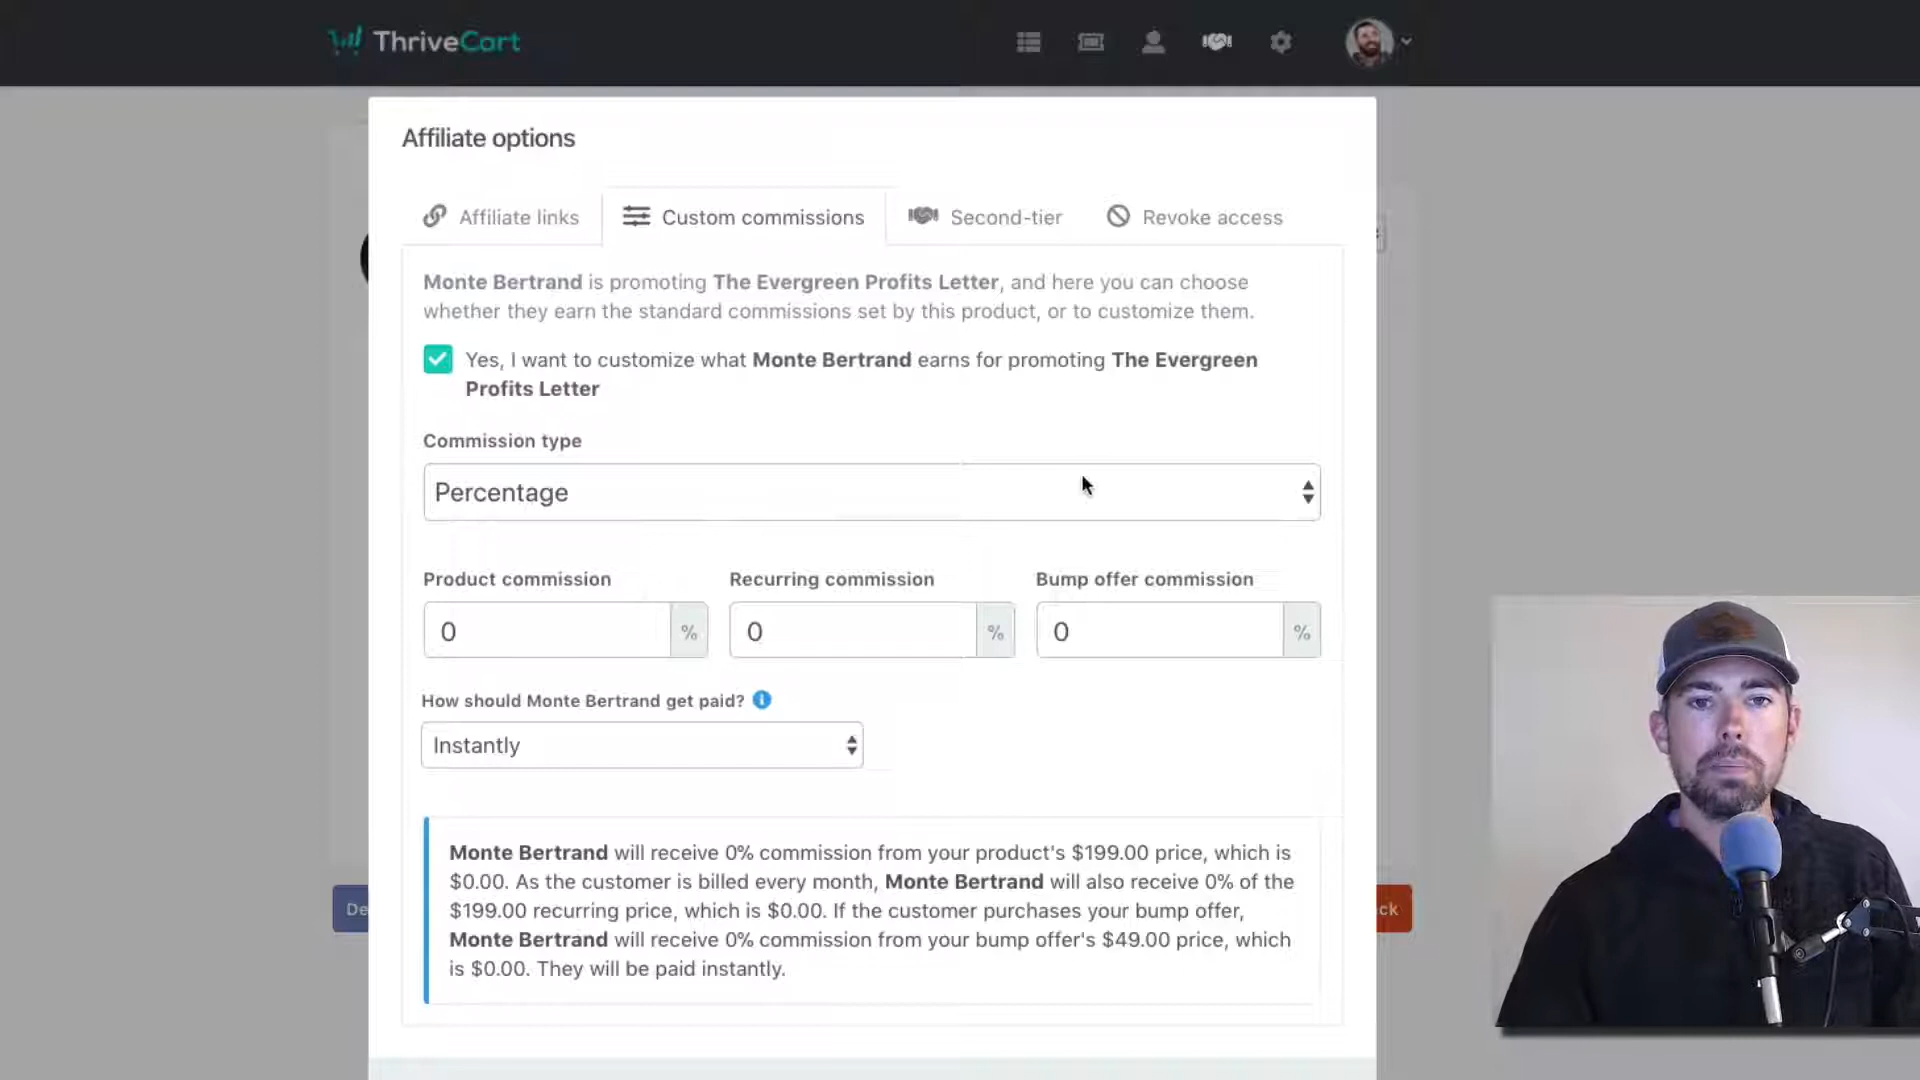 ThriveCart
Affiliate options
Affiliate links
Custom commissions
Second-tier
Revoke access
Monte Bertrand is promoting The Evergreen Profits Letter, and here you can choose
whether they earn the standard commissions set by this product, or to customize them.
Yes, I want to customize what Monte Bertrand earns for promoting The Evergreen
Profits Letter
Commission type
Percentage
Product commission
Recurring commission
Bump offer commission
0 %
0 %
0 %
How should Monte Bertrand get paid?
Instantly
Monte Bertrand will receive 0% commission from your product's $199.00 price, which is
$0.00. As the customer is billed every month, Monte Bertrand will also receive 0% of the
$199.00 recurring price, which is $0.00. If the customer purchases your bump offer,
Monte Bertrand will receive 0% commission from your bump offer's $49.00 price, which
is $0.00. They will be paid instantly.